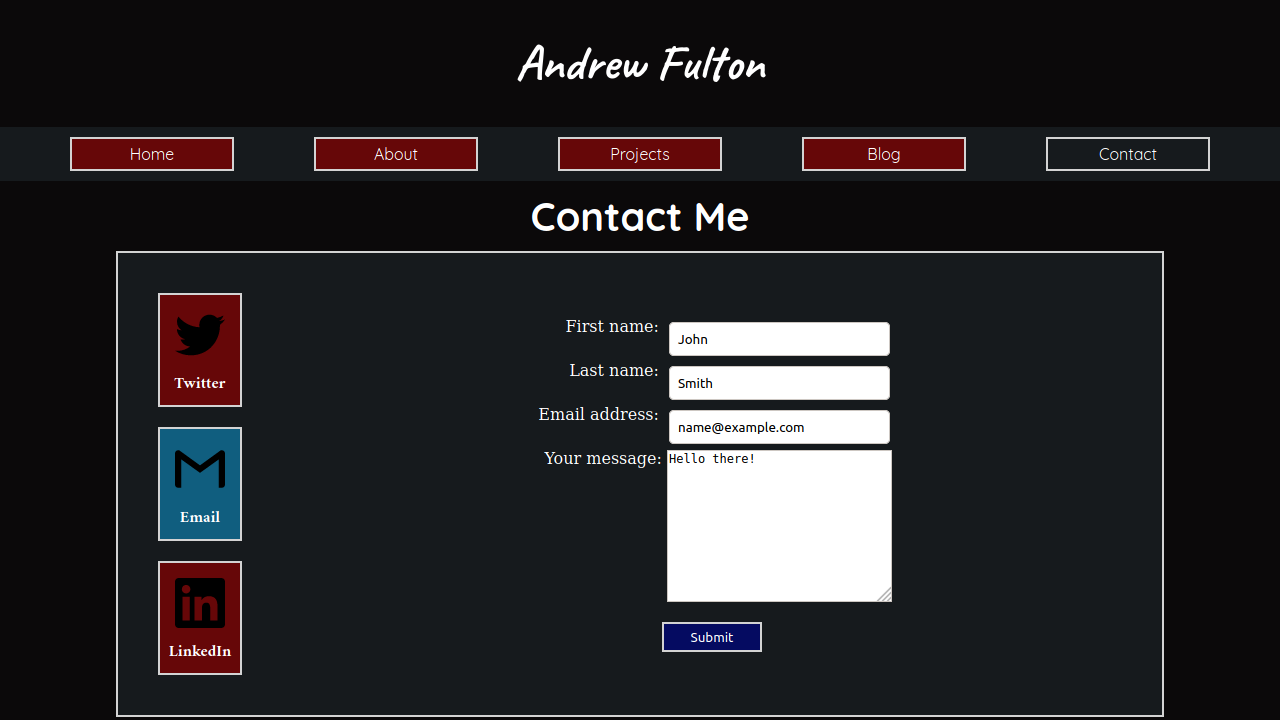 Andrew Fulton
Home About Projects Blog Contact
Contact Me
Twitter
Email
LinkedIn
First name: John
Last name: Smith
Email address: name@example.com
Your message: Hello there!
Submit